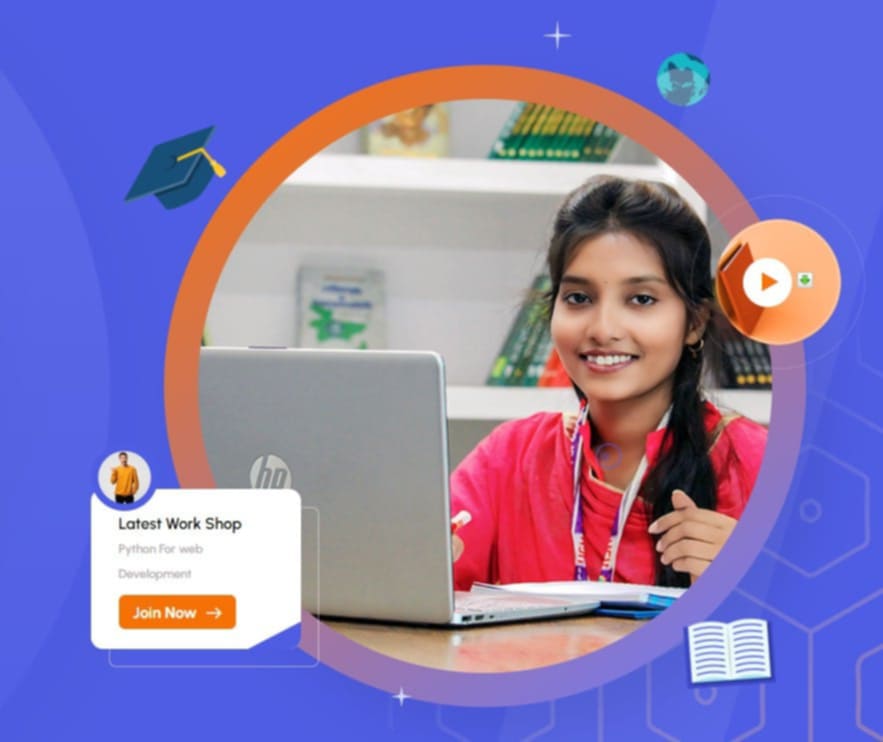 hp
Latest Work Shop
Python For web
Development
Join Now →